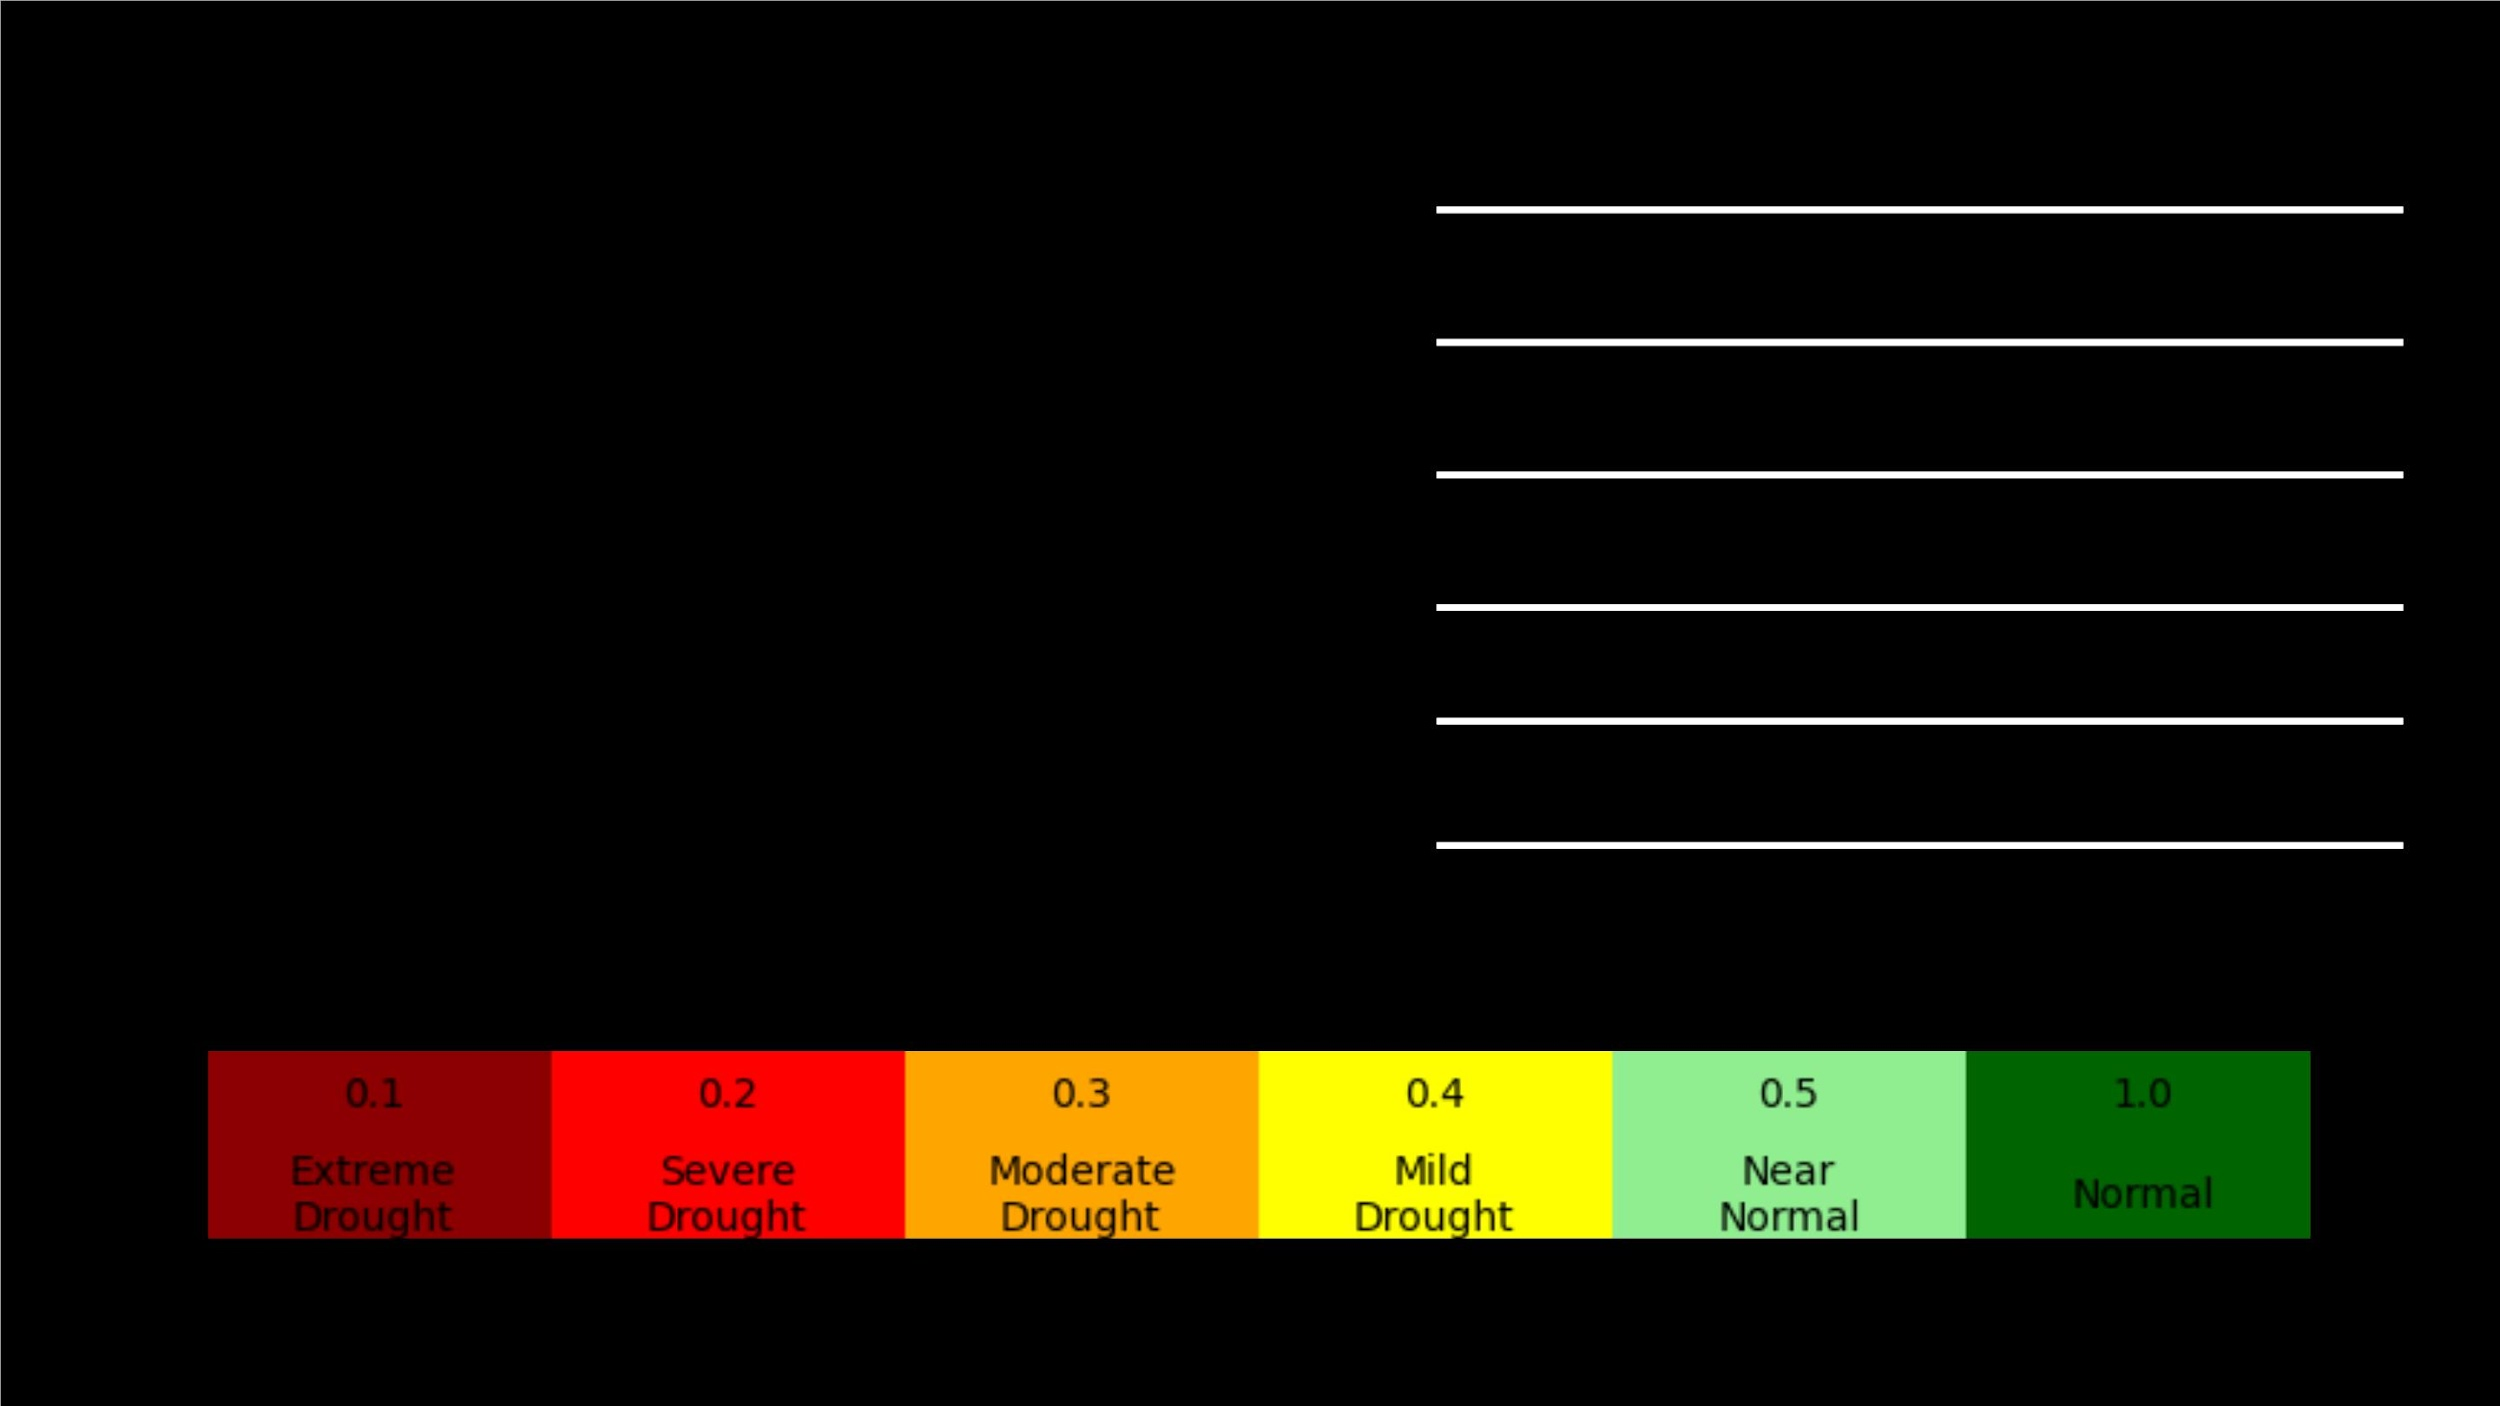 0.1 0.2 0.3 0.4 0.5 1.0
Extreme Severe Moderate Mild Near
Drought Drought Drought Drought Normal
Normal